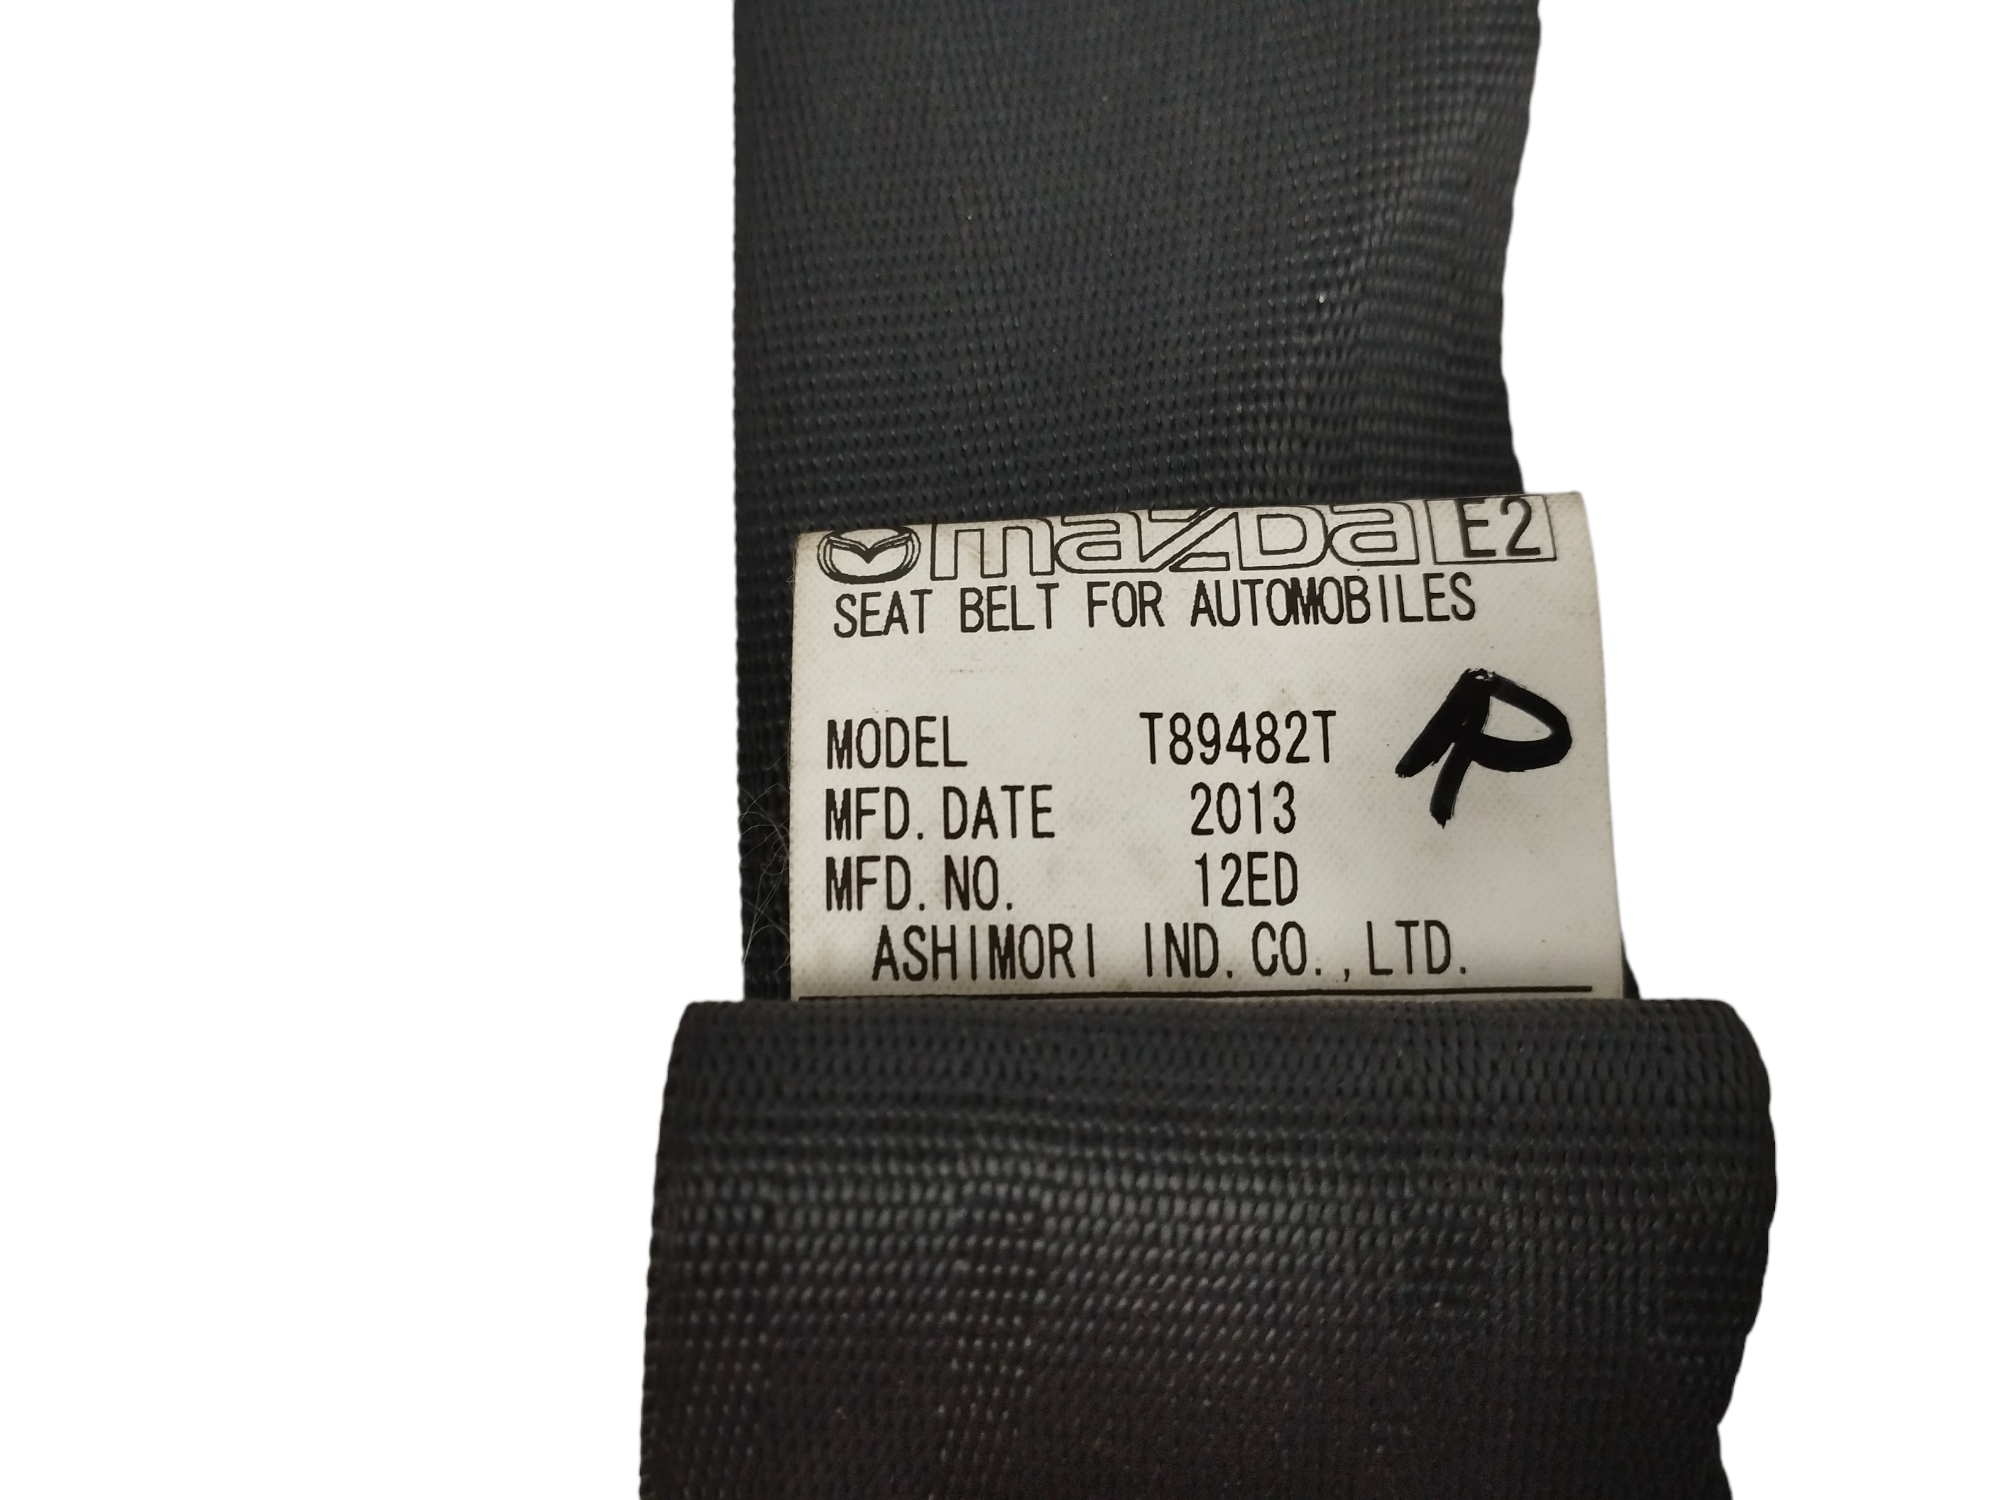 mazda E2
SEAT BELT FOR AUTOMOBILES
MODEL T89482T
R
MFD. DATE 2013
MFD. NO. 12ED
ASHIMORI IND. CO., LTD.